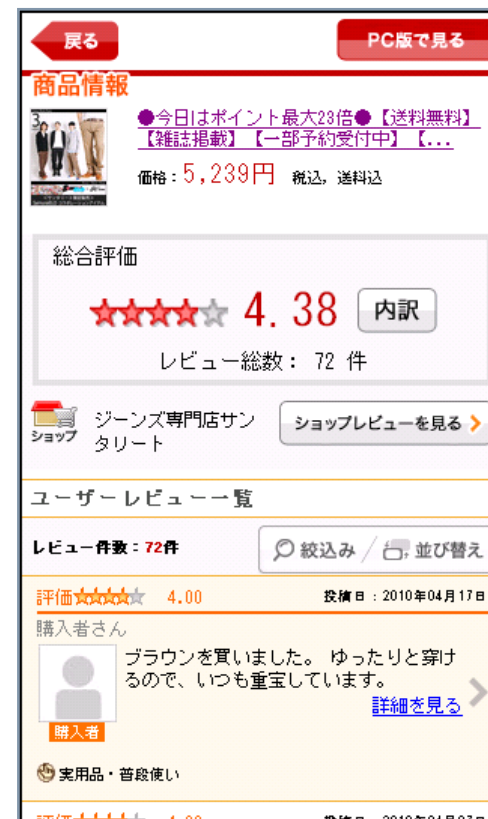 戻る
PC版で見る
商品情報
●今日はポイント最大23倍●【送料無料】
【雑誌掲載】【一部予約受付中】【...
価格：5,239円 税込, 送料込
総合評価
4.38
内訳
レビュー総数： 72 件
ショップ
ジーンズ専門店サン
タリート
ショップレビューを見る
ユーザーレビュー一覧
レビュー件数：72件
絞込み / 並び替え
評価 4.00
投稿日：2010年04月17日
購入者さん
ブラウンを買いました。 ゆったりと穿け
るので、いつも重宝しています。
詳細を見る
購入者
実用品・普段使い